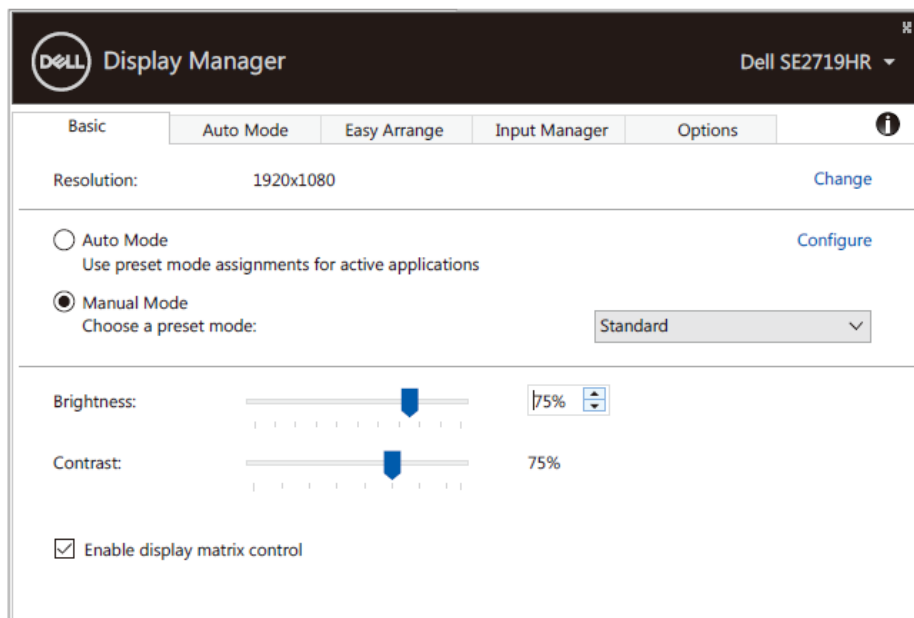 DELL Display Manager
Dell SE2719HR
Basic Auto Mode Easy Arrange Input Manager Options
Resolution: 1920x1080 Change
Auto Mode Configure
Use preset mode assignments for active applications
Manual Mode
Choose a preset mode: Standard
Brightness: 75%
Contrast: 75%
Enable display matrix control